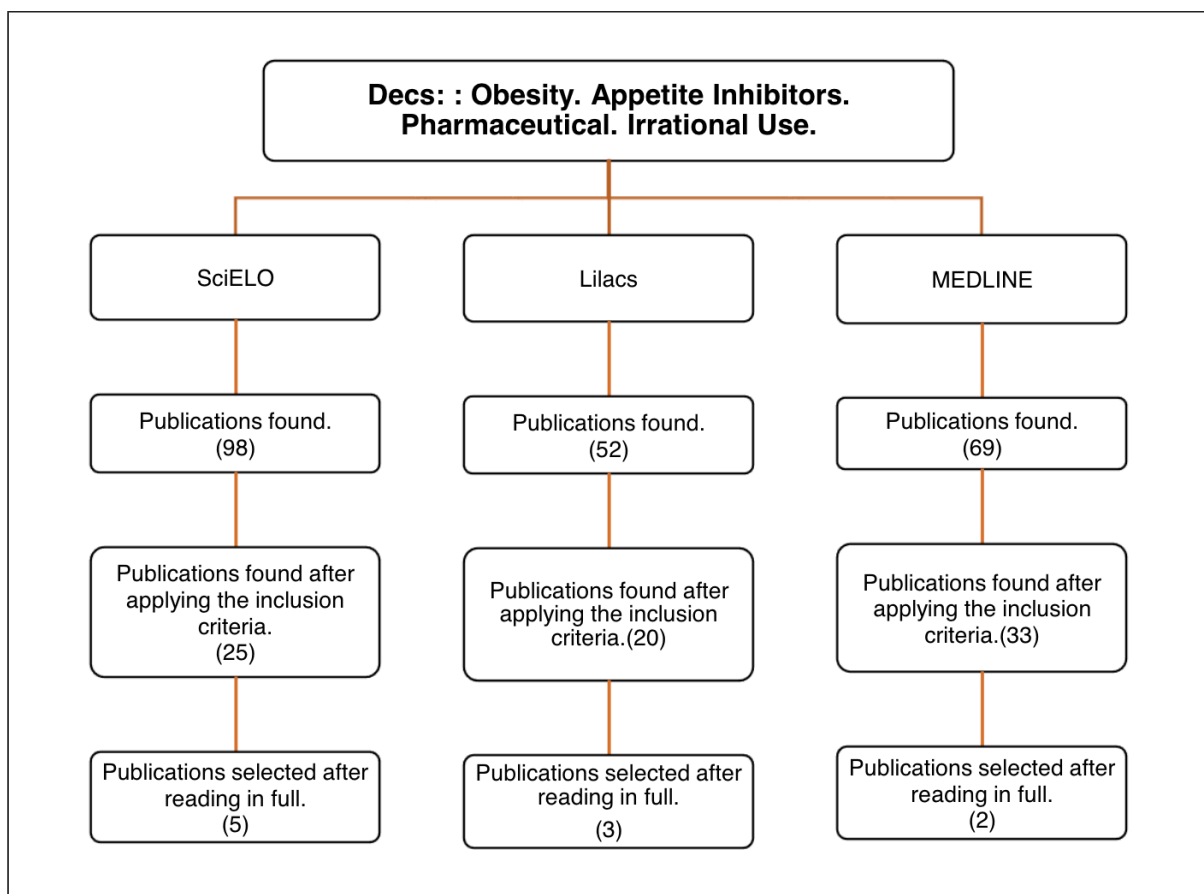 Decs: : Obesity. Appetite Inhibitors.
Pharmaceutical. Irrational Use.
SciELO
Lilacs
MEDLINE
Publications found.
(98)
Publications found.
(52)
Publications found.
(69)
Publications found after
applying the inclusion
criteria.
(25)
Publications found after
applying the inclusion
criteria.(20)
Publications found after
applying the inclusion
criteria.(33)
Publications selected after
reading in full.
(5)
Publications selected after
reading in full.
(3)
Publications selected after
reading in full.
(2)